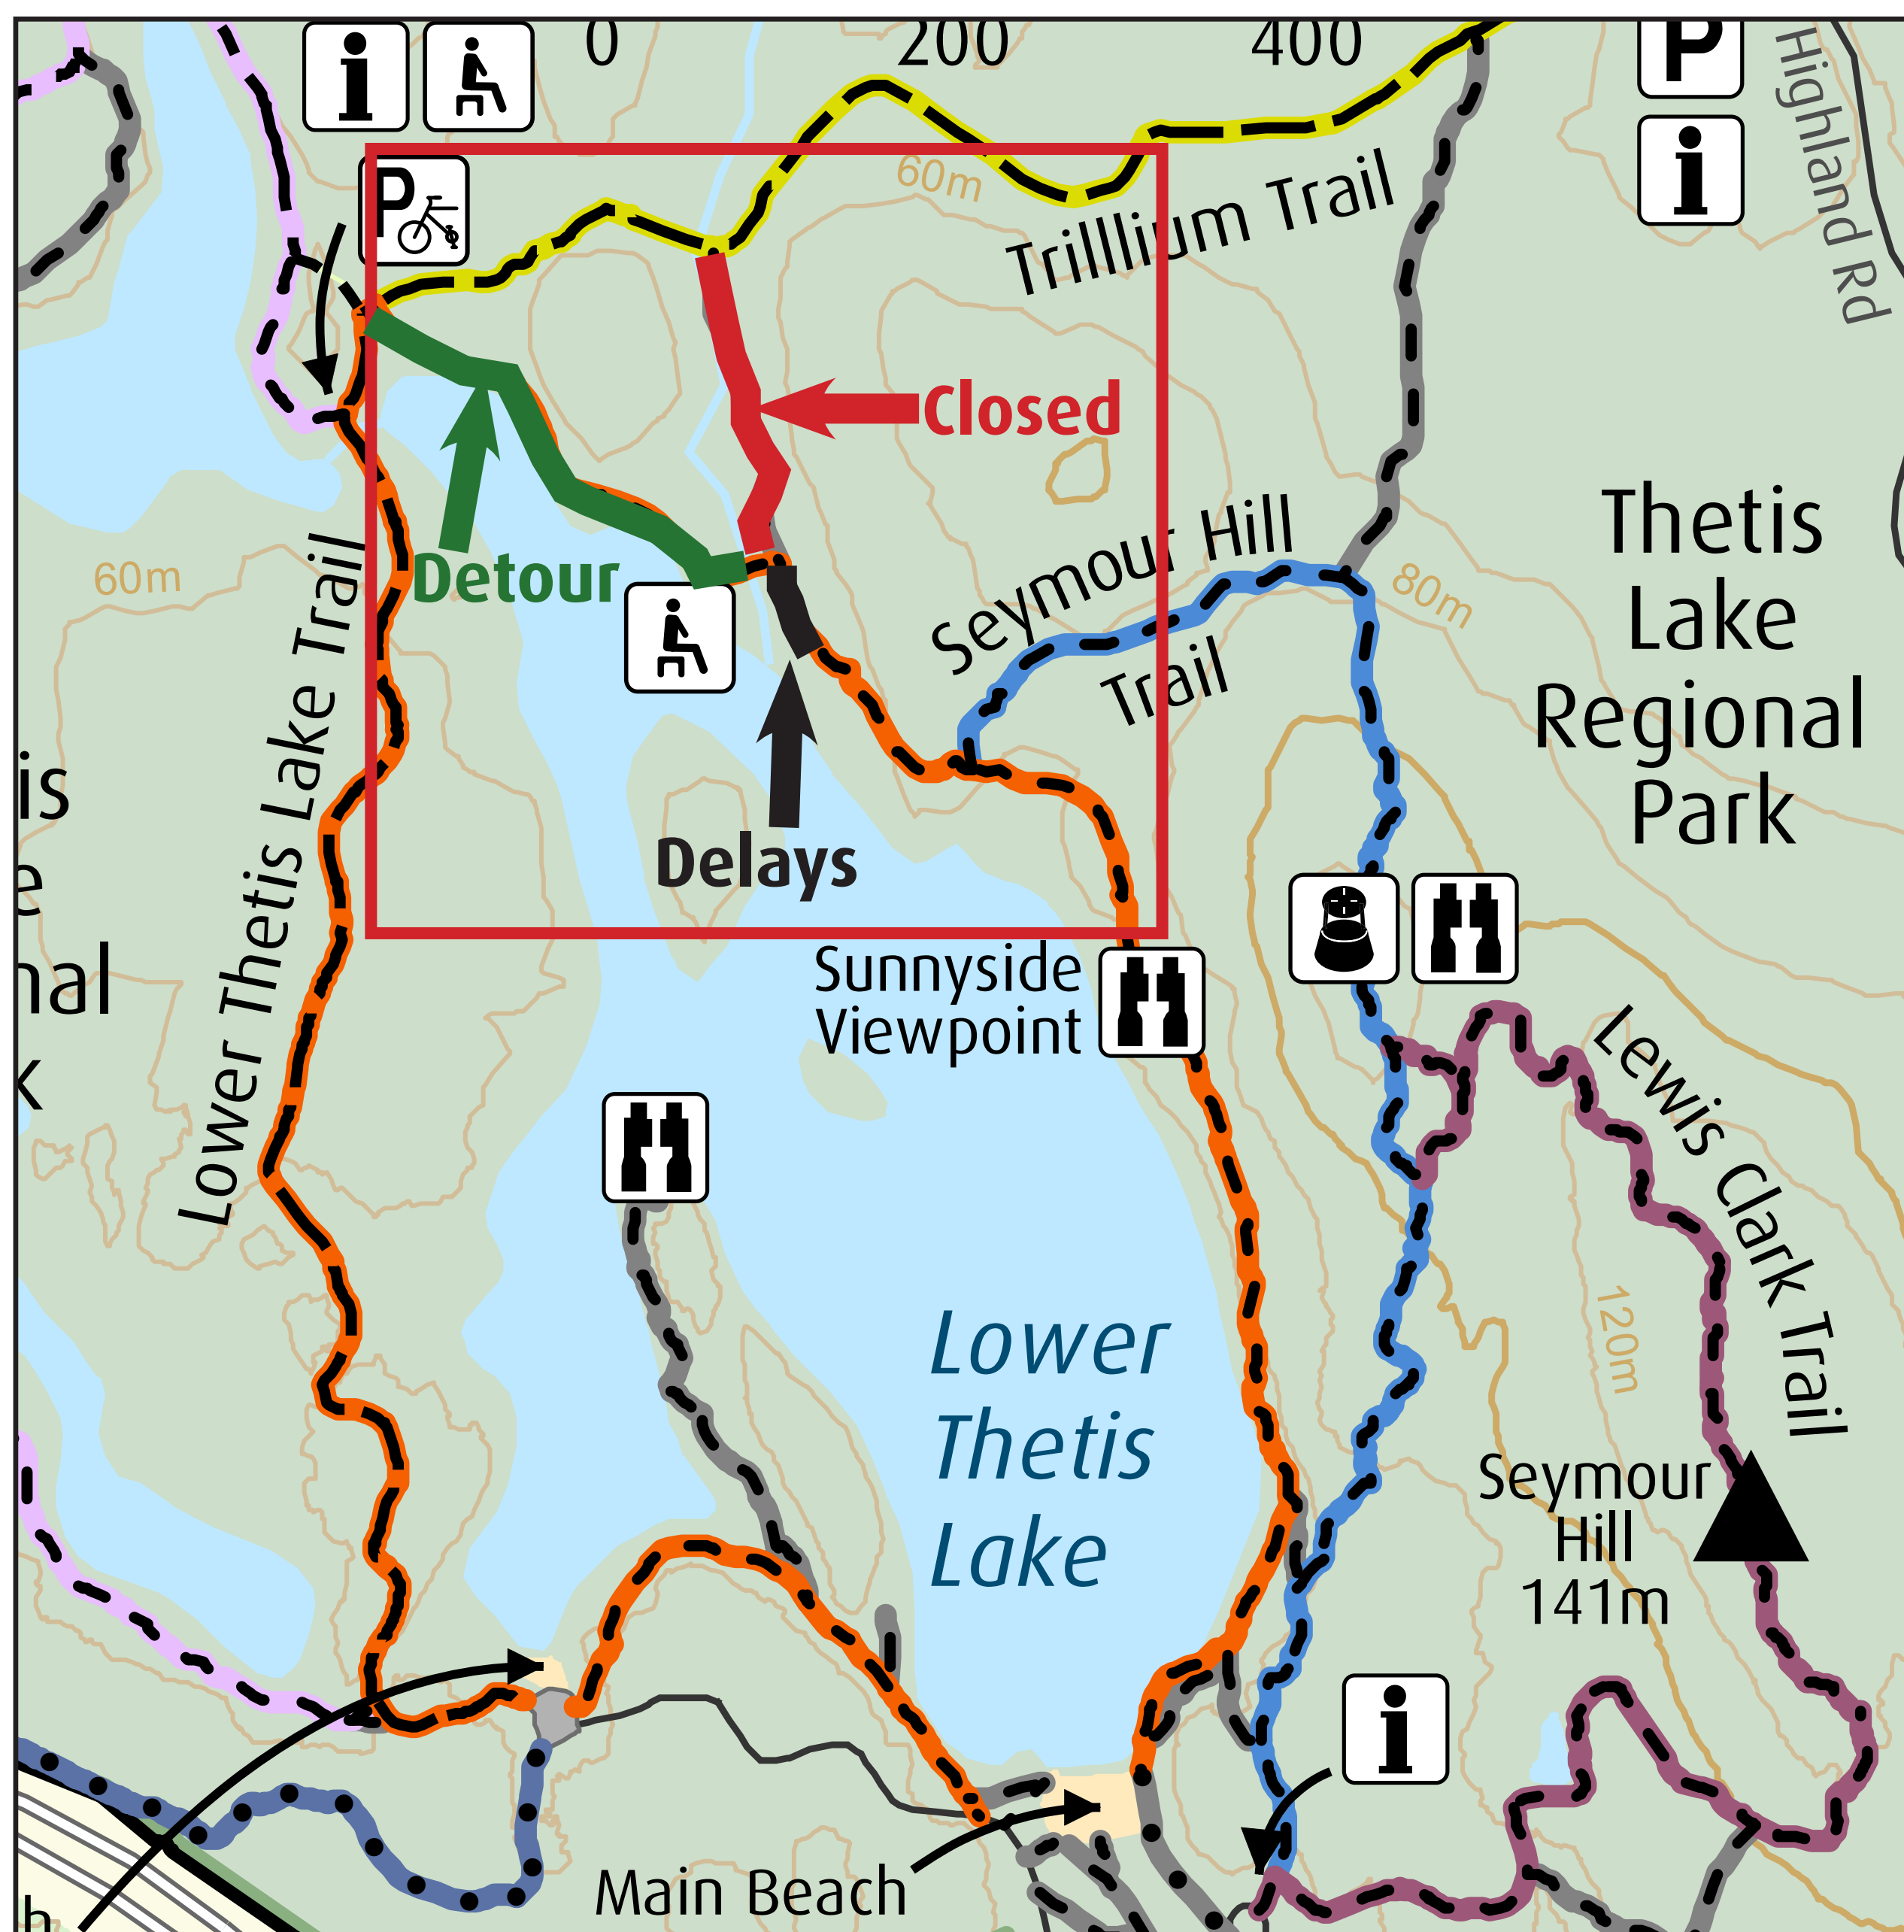 0
200
400
P
i
i
P
Highland Rd
60m
Trilllium Trail
Closed
Thetis
Lake
Regional
Park
60m
Detour
Seymour Hill
Trail
80m
Lower Thetis Lake Trail
is
e
nal
k
Delays
Sunnyside
Viewpoint
Lewis Clark Trail
120m
Lower
Thetis
Lake
Seymour
Hill
141m
i
Main Beach
h